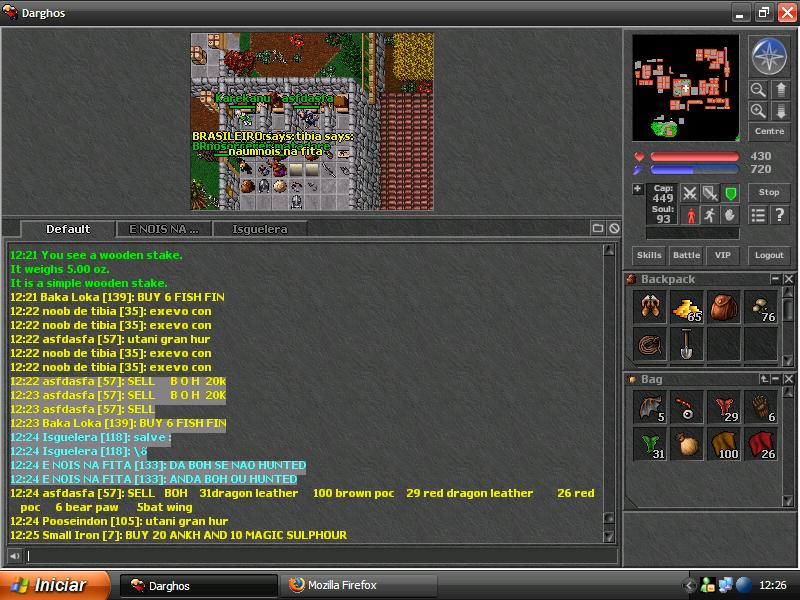 Darghos
Karekanu asfdasfa
BRASILEIRO says: tibia says:
naumnois na fita
430
720
Centre
Cap:
449
Soul:
93
Stop
Skills
Battle
VIP
Logout
Default
E NOIS NA ...
Isguelera
12:21 You see a wooden stake.
It weighs 5.00 oz.
It is a simple wooden stake.
12:21 Baka Loka [139]: BUY 6 FISH FIN
12:22 noob de tibia [35]: exevo con
12:22 noob de tibia [35]: exevo con
12:22 asfdasfa [57]: utani gran hur
12:22 noob de tibia [35]: exevo con
12:22 noob de tibia [35]: exevo con
12:22 asfdasfa [57]: SELL B O H 20k
12:23 asfdasfa [57]: SELL B O H 20K
12:23 asfdasfa [57]: SELL
12:23 Baka Loka [139]: BUY 6 FISH FIN
12:24 Isguelera [118]: salve :
12:24 Isguelera [118]: \õ
12:24 E NOIS NA FITA [133]: DA BOH SE NAO HUNTED
12:24 E NOIS NA FITA [133]: ANDA BOH OU HUNTED
12:24 asfdasfa [57]: SELL BOH 31dragon leather 100 brown poc 29 red dragon leather 26 red
poc 6 bear paw 5bat wing
12:24 Pooseindon [105]: utani gran hur
12:25 Small Iron [7]: BUY 20 ANKH AND 10 MAGIC SULPHOUR
Backpack
65
76
Bag
5
29
6
31
100
26
Iniciar
Darghos
Mozilla Firefox
12:26